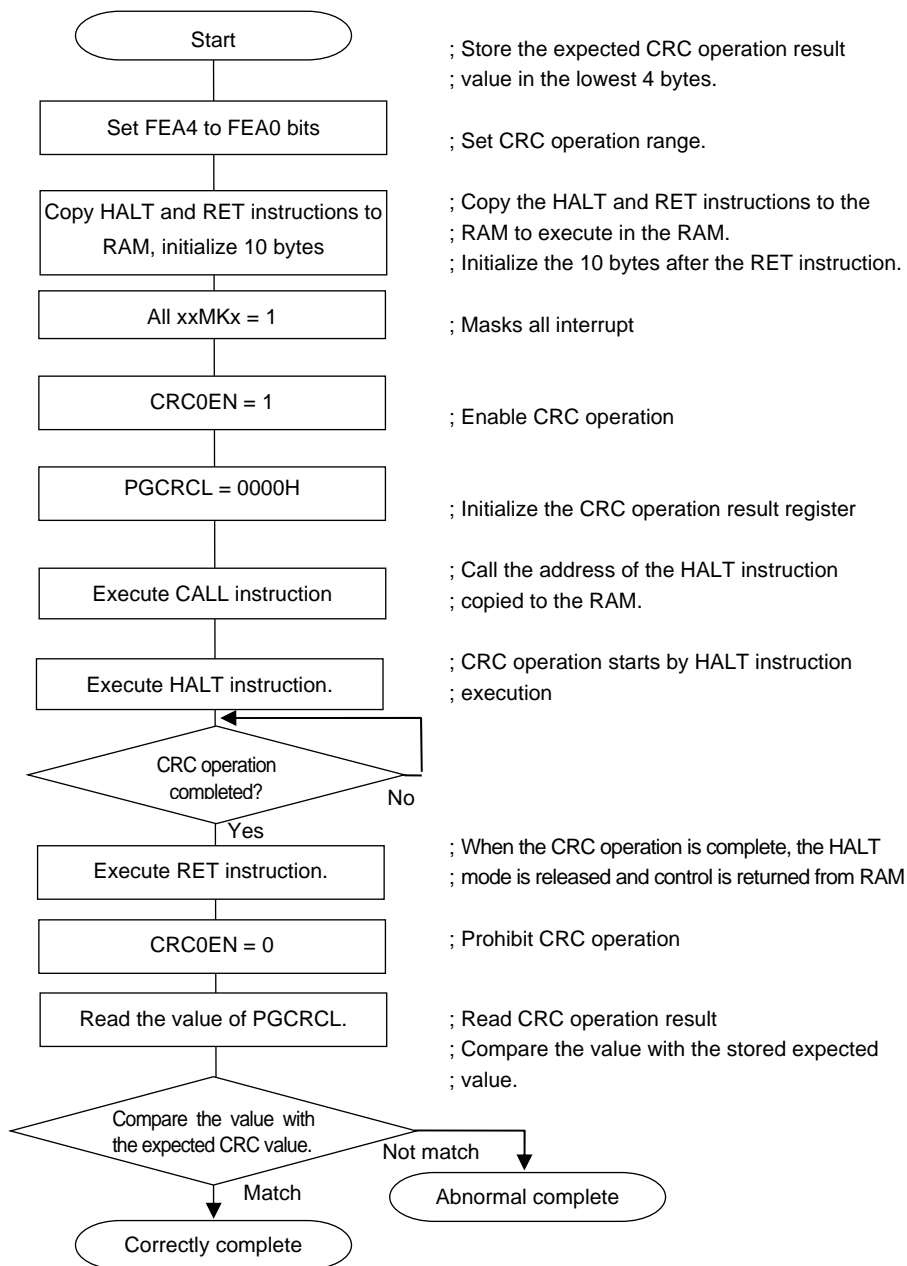 Start
; Store the expected CRC operation result
; value in the lowest 4 bytes.
Set FEA4 to FEA0 bits
; Set CRC operation range.
Copy HALT and RET instructions to
RAM, initialize 10 bytes
; Copy the HALT and RET instructions to the
; RAM to execute in the RAM.
; Initialize the 10 bytes after the RET instruction.
All xxMKx = 1
; Masks all interrupt
CRC0EN = 1
; Enable CRC operation
PGCRCL = 0000H
; Initialize the CRC operation result register
Execute CALL instruction
; Call the address of the HALT instruction
; copied to the RAM.
Execute HALT instruction.
; CRC operation starts by HALT instruction
; execution
CRC operation
completed?
No
Yes
Execute RET instruction.
; When the CRC operation is complete, the HALT
; mode is released and control is returned from RAM
CRC0EN = 0
; Prohibit CRC operation
Read the value of PGCRCL.
; Read CRC operation result
; Compare the value with the stored expected
; value.
Compare the value with
the expected CRC value.
Not match
Match
Abnormal complete
Correctly complete